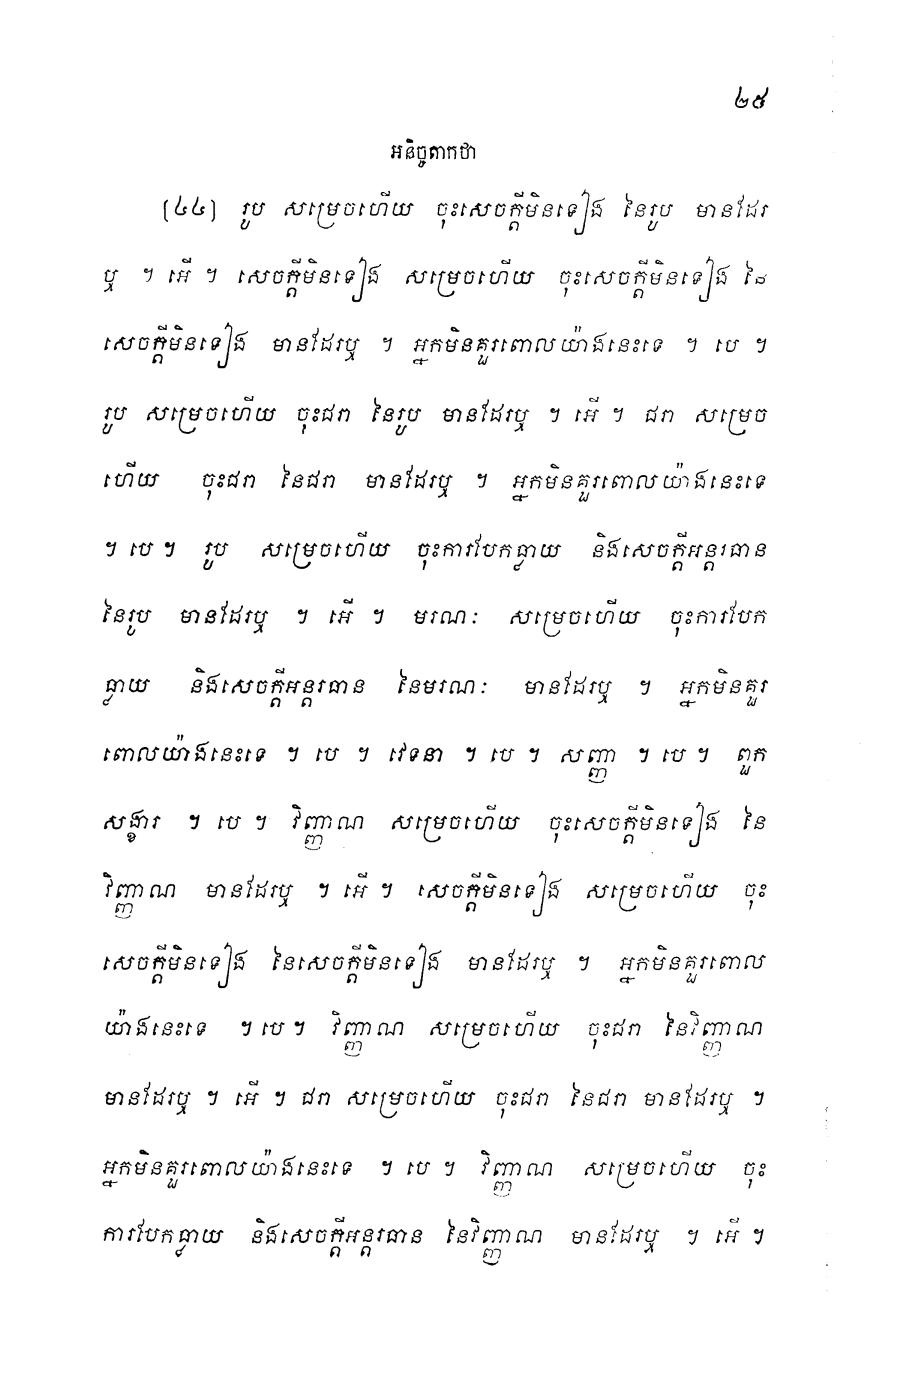 ២៥
អនិច្ចតាកថា
(៤៤) រូប សម្រេចហើយ ចុះសេចក្តីមិនទៀង នៃរូប មានដែរ
ឬ ។ អើ ។ សេចក្តីមិនទៀង សម្រេចហើយ ចុះសេចក្តីមិនទៀង នៃ
សេចក្តីមិនទៀង មានដែរឬ ។ អ្នកមិនគួរពោលយ៉ាងនេះទេ ។ បេ ។
រូប សម្រេចហើយ ចុះជរា នៃរូប មានដែរឬ ។ អើ ។ ជរា សម្រេច
ហើយ ចុះជរា នៃជរា មានដែរឬ ។ អ្នកមិនគួរពោលយ៉ាងនេះទេ
។ បេ ។ រូប សម្រេចហើយ ចុះការបែកធ្លាយ និងសេចក្តីអន្តរធាន
នៃរូប មានដែរឬ ។ អើ ។ មរណៈ សម្រេចហើយ ចុះការបែក
ធ្លាយ និងសេចក្តីអន្តរធាន នៃមរណៈ មានដែរឬ ។ អ្នកមិនគួរ
ពោលយ៉ាងនេះទេ ។ បេ ។ វេទនា ។ បេ ។ សញ្ញា ។ បេ ។ ពួក
សង្ខារ ។ បេ ។ វិញ្ញាណ សម្រេចហើយ ចុះសេចក្តីមិនទៀង នៃ
វិញ្ញាណ មានដែរឬ ។ អើ ។ សេចក្តីមិនទៀង សម្រេចហើយ ចុះ
សេចក្តីមិនទៀង នៃសេចក្តីមិនទៀង មានដែរឬ ។ អ្នកមិនគួរពោល
យ៉ាងនេះទេ ។ បេ ។ វិញ្ញាណ សម្រេចហើយ ចុះជរា នៃវិញ្ញាណ
មានដែរឬ ។ អើ ។ ជរា សម្រេចហើយ ចុះជរា នៃជរា មានដែរឬ ។
អ្នកមិនគួរពោលយ៉ាងនេះទេ ។ បេ ។ វិញ្ញាណ សម្រេចហើយ ចុះ
ការបែកធ្លាយ និងសេចក្តីអន្តរធាន នៃវិញ្ញាណ មានដែរឬ ។ អើ ។